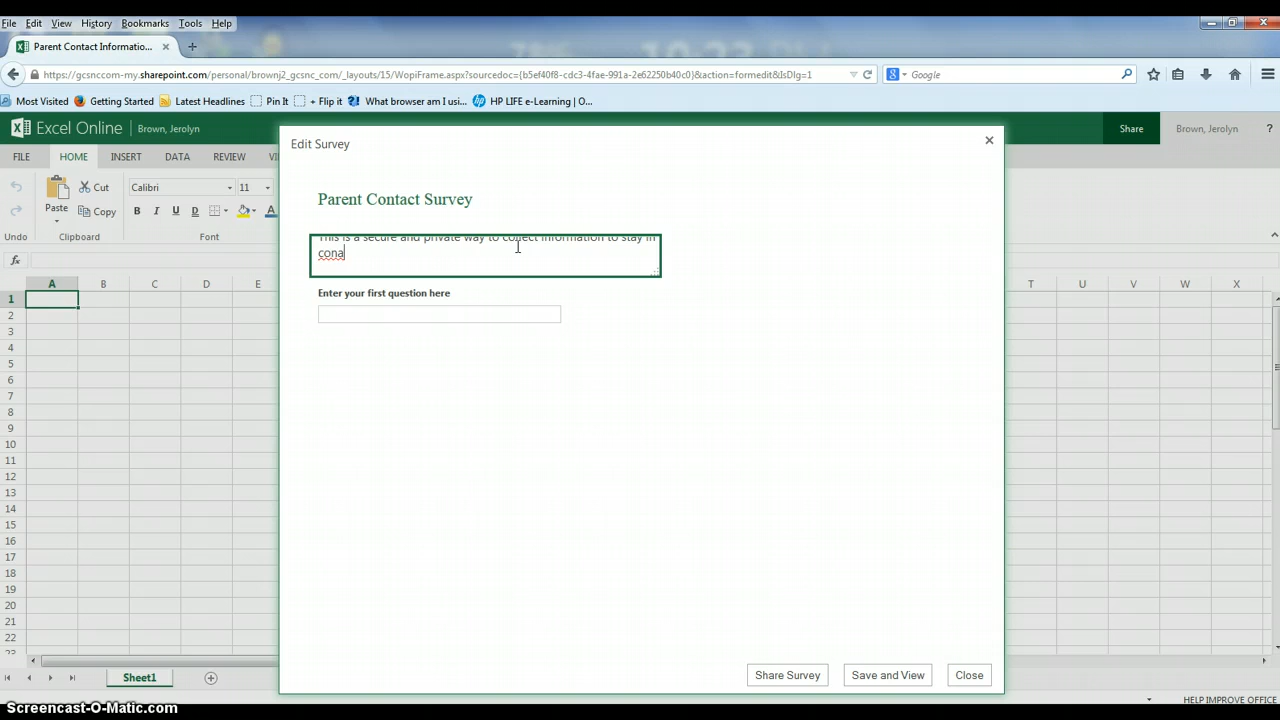 File Edit View History Bookmarks Tools Help
Parent Contact Informatio...
https://gcsnccom-my.sharepoint.com/personal/brownj2_gcsnc_com/_layouts/15/WopiFrame.aspx?sourcedoc={b5ef40f8-cdc3-4fae-991a-2e62250b40c0}&action=formedit&IsDlg=1 Google
Most Visited Getting Started Latest Headlines Pin It + Flip it What browser am I usi... HP LIFE e-Learning | O...
Excel Online Brown, Jerolyn Share Brown, Jerolyn ?
FILE HOME INSERT DATA REVIEW
Calibri 11
Cut
Paste Copy
B I U A
Undo Clipboard Font
fx
A B C D E T U V W X
1
2
3
4
5
6
7
8
9
10
11
12
13
14
15
16
17
18
19
20
21
22
Edit Survey
Parent Contact Survey
This is a secure and private way to collect information to stay in
cona
Enter your first question here
Share Survey Save and View Close
Sheet1
HELP IMPROVE OFFICE
Screencast-O-Matic.com